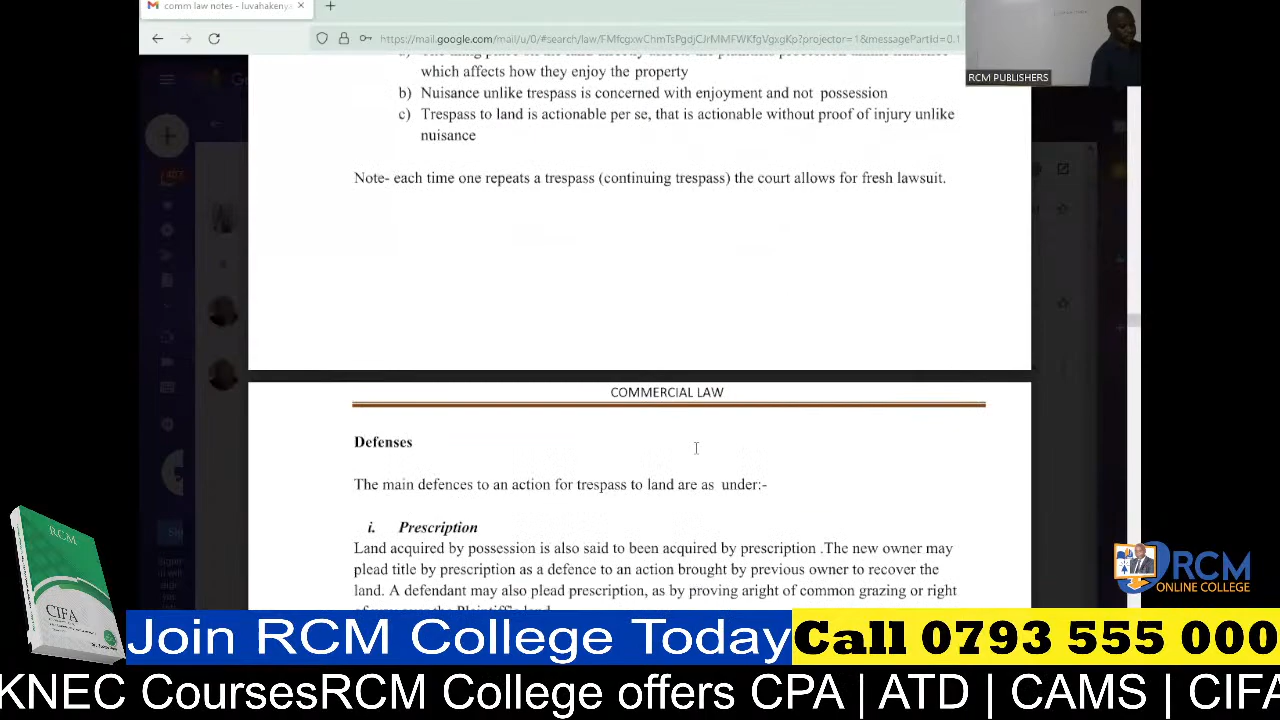 comm law notes - luvahakenya
https://mail.google.com/mail/u/0/#search/law/FMfcgxwChmTsPgdjCJrMMFWKfgVgxgKp?projector=1&messagePartId=0.1
RCM PUBLISHERS
which affects how they enjoy the property
b) Nuisance unlike trespass is concerned with enjoyment and not possession
c) Trespass to land is actionable per se, that is actionable without proof of injury unlike
nuisance
Note- each time one repeats a trespass (continuing trespass) the court allows for fresh lawsuit.
COMMERCIAL LAW
Defenses
The main defences to an action for trespass to land are as under:-
i. Prescription
Land acquired by possession is also said to been acquired by prescription .The new owner may
plead title by prescription as a defence to an action brought by previous owner to recover the
land. A defendant may also plead prescription, as by proving aright of common grazing or right
RCM
CIFA
RCM
ONLINE COLLEGE
Join RCM College Today
Call 0793 555 000
KNEC CoursesRCM College offers CPA | ATD | CAMS | CIFA